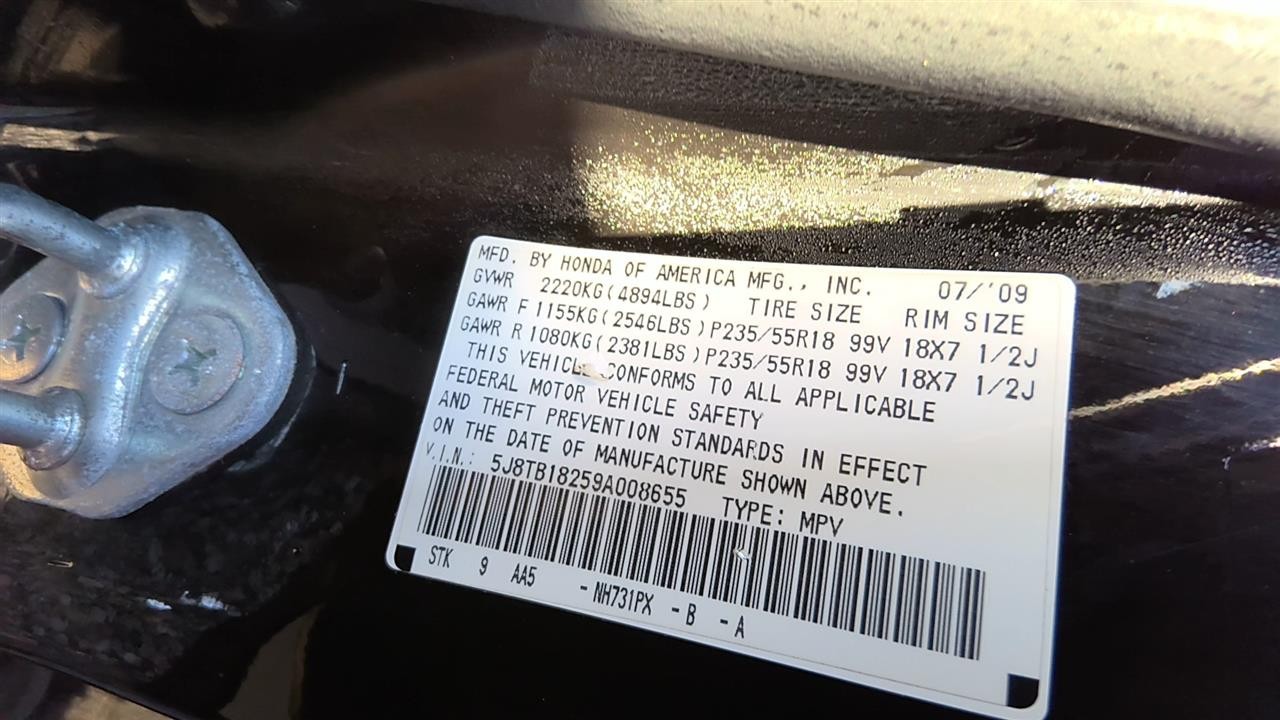 MFD. BY HONDA OF AMERICA MFG., INC. 07/'09
GVWR 2220KG(4894LBS) TIRE SIZE RIM SIZE
GAWR F 1155KG(2546LBS)P235/55R18 99V 18X7 1/2J
GAWR R 1080KG(2381LBS)P235/55R18 99V 18X7 1/2J
THIS VEHICLE CONFORMS TO ALL APPLICABLE
FEDERAL MOTOR VEHICLE SAFETY
AND THEFT PREVENTION STANDARDS IN EFFECT
ON THE DATE OF MANUFACTURE SHOWN ABOVE.
V.I.N.: 5J8TB18259A008655 TYPE: MPV
STK 9 AA5 -NH731PX -B -A